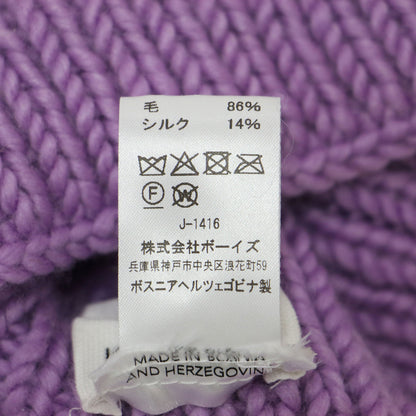 毛 86%
シルク 14%
F W
J-1416
株式会社ボーイズ
兵庫県神戸市中央区浪花町59
ボスニアヘルツェゴビナ製
MADE IN BOSNIA
AND HERZEGOVIN